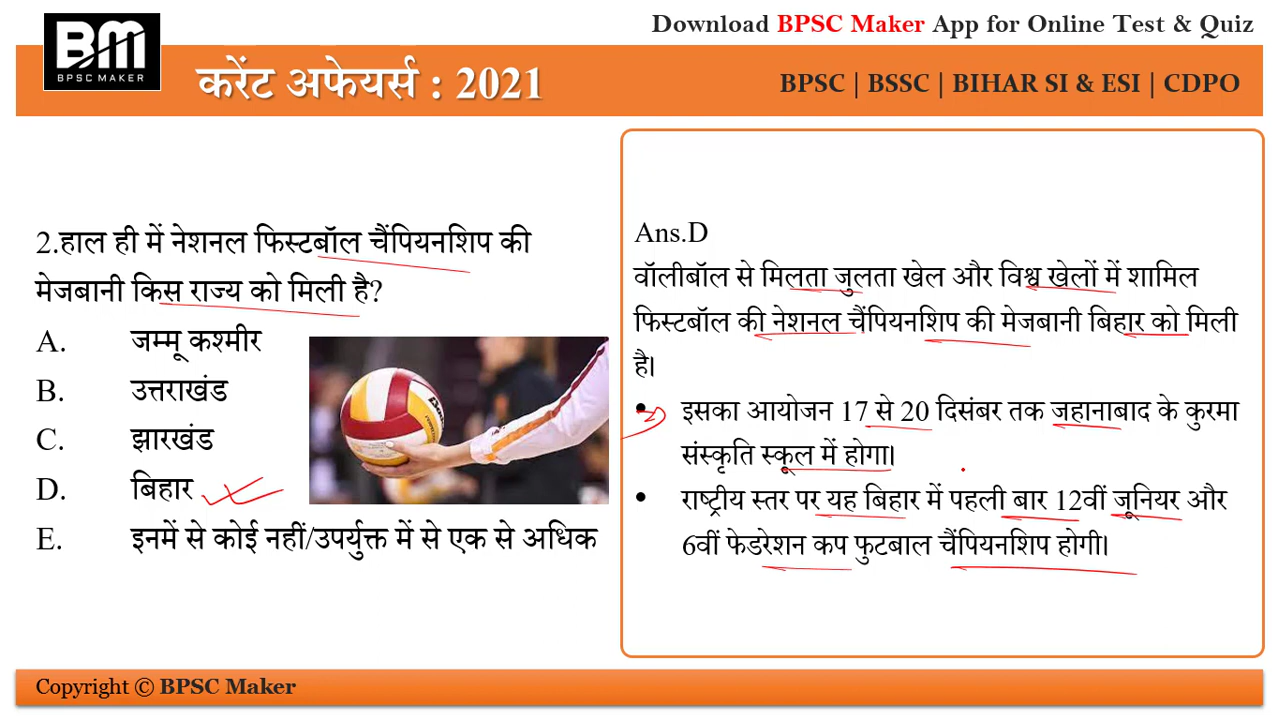 Download BPSC Maker App for Online Test & Quiz
BM
BPSC MAKER
करेंट अफेयर्स : 2021
BPSC | BSSC | BIHAR SI & ESI | CDPO
2.हाल ही में नेशनल फिस्टबॉल चैंपियनशिप की
मेजबानी किस राज्य को मिली है?
A. जम्मू कश्मीर
B. उत्तराखंड
C. झारखंड
D. बिहार
E. इनमें से कोई नहीं/उपर्युक्त में से एक से अधिक
Ans.D
वॉलीबॉल से मिलता जुलता खेल और विश्व खेलों में शामिल
फिस्टबॉल की नेशनल चैंपियनशिप की मेजबानी बिहार को मिली
है।
• इसका आयोजन 17 से 20 दिसंबर तक जहानाबाद के कुरमा
संस्कृति स्कूल में होगा।
• राष्ट्रीय स्तर पर यह बिहार में पहली बार 12वीं जूनियर और
6वीं फेडरेशन कप फुटबाल चैंपियनशिप होगी।
Copyright © BPSC Maker